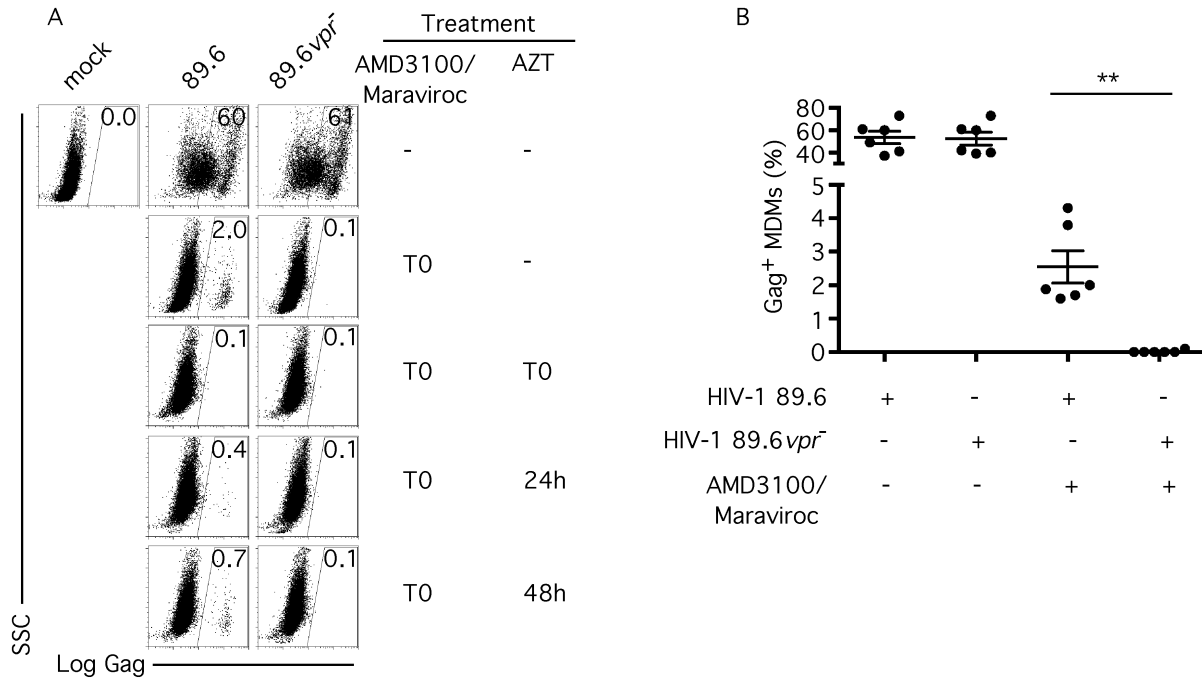 A
mock
89.6
89.6vpr-
Treatment
AMD3100/
Maraviroc
AZT
0.0
60
61
-
-
2.0
0.1
T0
-
0.1
0.1
T0
T0
0.4
0.1
T0
24h
0.7
0.1
T0
48h
SSC
Log Gag
B
**
Gag+ MDMs (%)
80
60
40
5
4
3
2
1
0
HIV-1 89.6 + - + -
HIV-1 89.6vpr- - + - +
AMD3100/ - - + +
Maraviroc